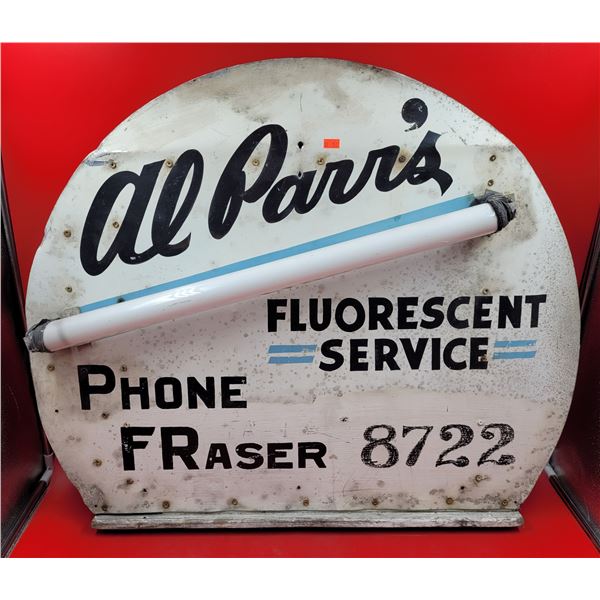 Al Parr's
FLUORESCENT
SERVICE
PHONE
FRASER 8722